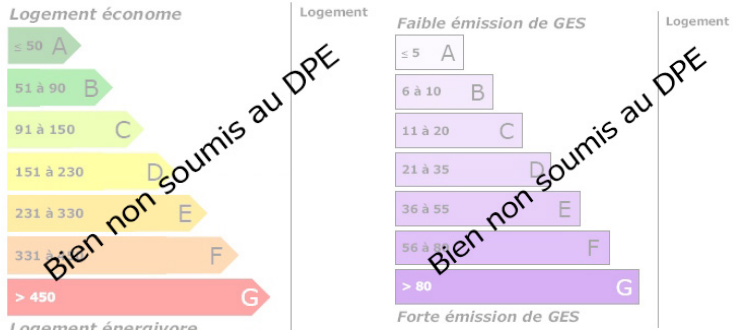 Logement économe
Logement
≤ 50 A
51 à 90 B
91 à 150 C
151 à 230 D
231 à 330 E
331 à F
> 450 G
Logement énergivore
Bien non soumis au DPE
Faible émission de GES
Logement
≤ 5 A
6 à 10 B
11 à 20 C
21 à 35 D
36 à 55 E
56 à 80 F
> 80 G
Forte émission de GES
Bien non soumis au DPE